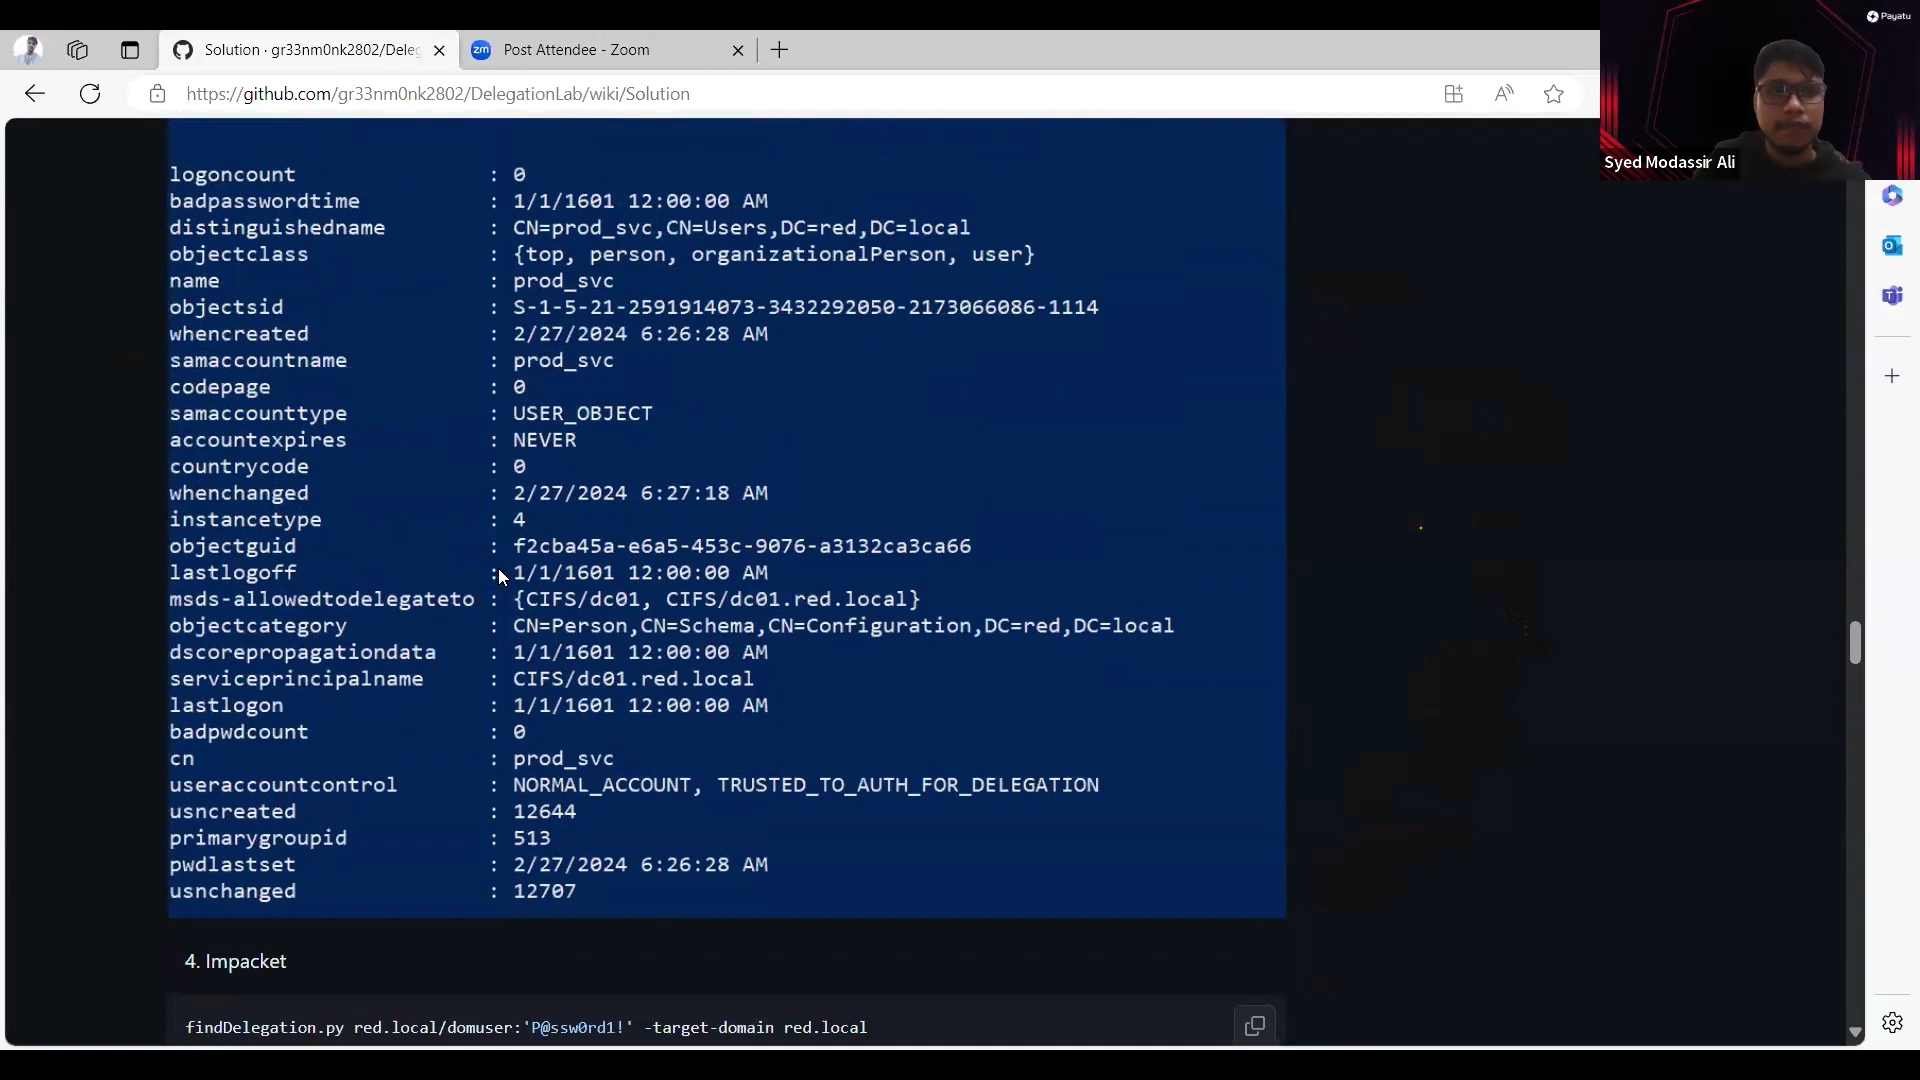 Solution · gr33nm0nk2802/Deleg
Post Attendee - Zoom
Payatu
https://github.com/gr33nm0nk2802/DelegationLab/wiki/Solution
Syed Modassir Ali
logoncount : 0
badpasswordtime : 1/1/1601 12:00:00 AM
distinguishedname : CN=prod_svc,CN=Users,DC=red,DC=local
objectclass : {top, person, organizationalPerson, user}
name : prod_svc
objectsid : S-1-5-21-2591914073-3432292050-2173066086-1114
whencreated : 2/27/2024 6:26:28 AM
samaccountname : prod_svc
codepage : 0
samaccounttype : USER_OBJECT
accountexpires : NEVER
countrycode : 0
whenchanged : 2/27/2024 6:27:18 AM
instancetype : 4
objectguid : f2cba45a-e6a5-453c-9076-a3132ca3ca66
lastlogoff : 1/1/1601 12:00:00 AM
msds-allowedtodelegateto : {CIFS/dc01, CIFS/dc01.red.local}
objectcategory : CN=Person,CN=Schema,CN=Configuration,DC=red,DC=local
dscorepropagationdata : 1/1/1601 12:00:00 AM
serviceprincipalname : CIFS/dc01.red.local
lastlogon : 1/1/1601 12:00:00 AM
badpwdcount : 0
cn : prod_svc
useraccountcontrol : NORMAL_ACCOUNT, TRUSTED_TO_AUTH_FOR_DELEGATION
usncreated : 12644
primarygroupid : 513
pwdlastset : 2/27/2024 6:26:28 AM
usnchanged : 12707
4. Impacket
findDelegation.py red.local/domuser:'P@ssw0rd1!' -target-domain red.local